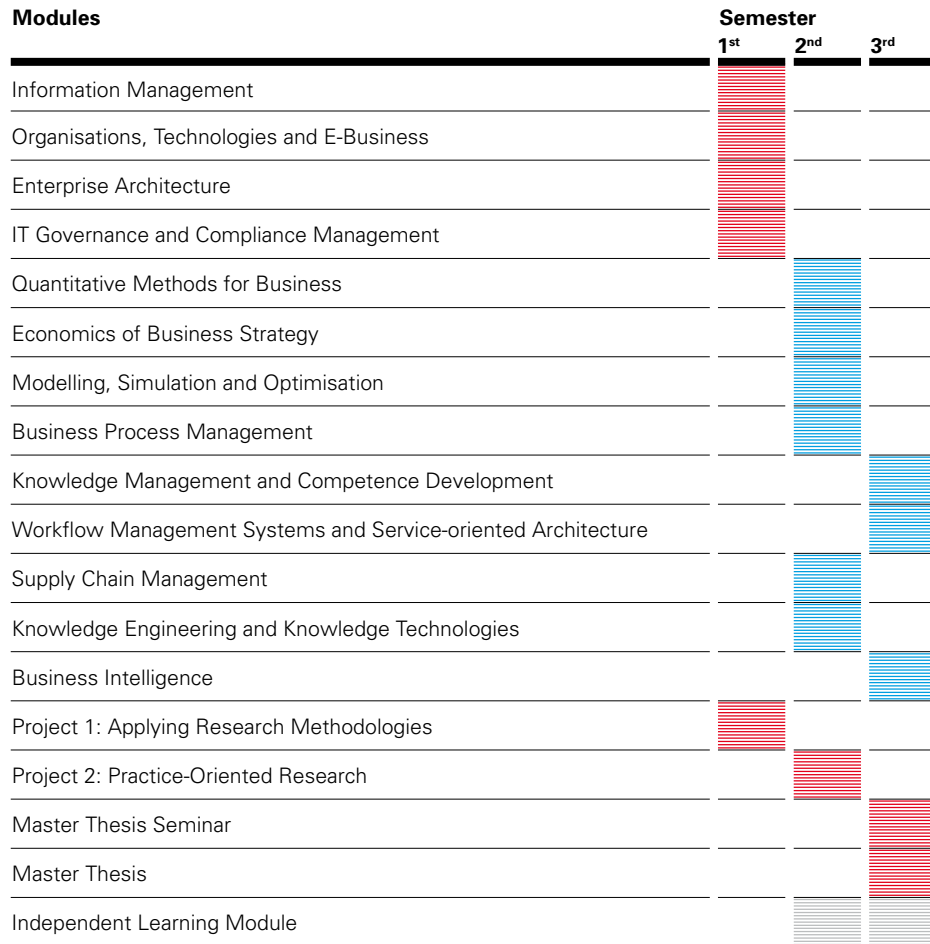 Modules Semester
1st 2nd 3rd
Information Management
Organisations, Technologies and E-Business
Enterprise Architecture
IT Governance and Compliance Management
Quantitative Methods for Business
Economics of Business Strategy
Modelling, Simulation and Optimisation
Business Process Management
Knowledge Management and Competence Development
Workflow Management Systems and Service-oriented Architecture
Supply Chain Management
Knowledge Engineering and Knowledge Technologies
Business Intelligence
Project 1: Applying Research Methodologies
Project 2: Practice-Oriented Research
Master Thesis Seminar
Master Thesis
Independent Learning Module